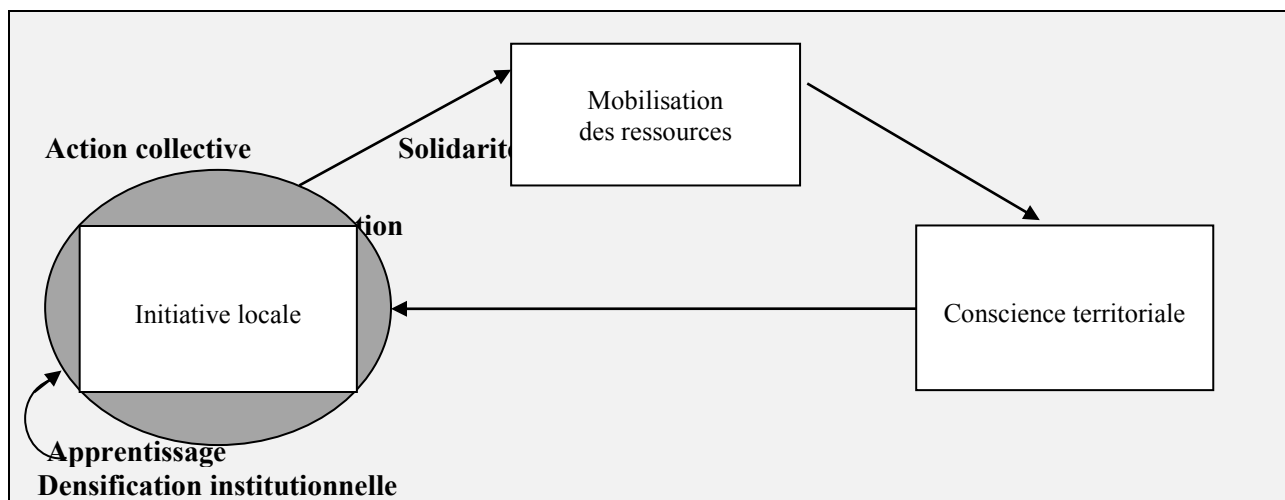 Mobilisation
des ressources
Action collective
Initiative locale
Conscience territoriale
Apprentissage
Densification institutionnelle